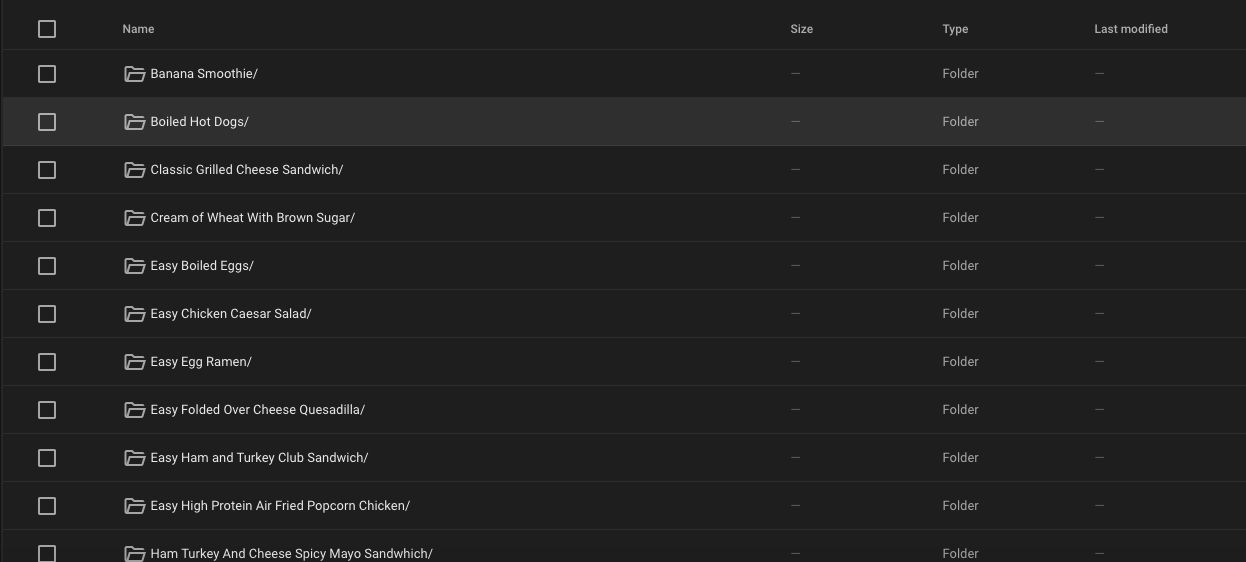 Name Size Type Last modified
Banana Smoothie/ — Folder —
Boiled Hot Dogs/ — Folder —
Classic Grilled Cheese Sandwich/ — Folder —
Cream of Wheat With Brown Sugar/ — Folder —
Easy Boiled Eggs/ — Folder —
Easy Chicken Caesar Salad/ — Folder —
Easy Egg Ramen/ — Folder —
Easy Folded Over Cheese Quesadilla/ — Folder —
Easy Ham and Turkey Club Sandwich/ — Folder —
Easy High Protein Air Fried Popcorn Chicken/ — Folder —
Ham Turkey And Cheese Spicy Mayo Sandwhich/ — Folder —